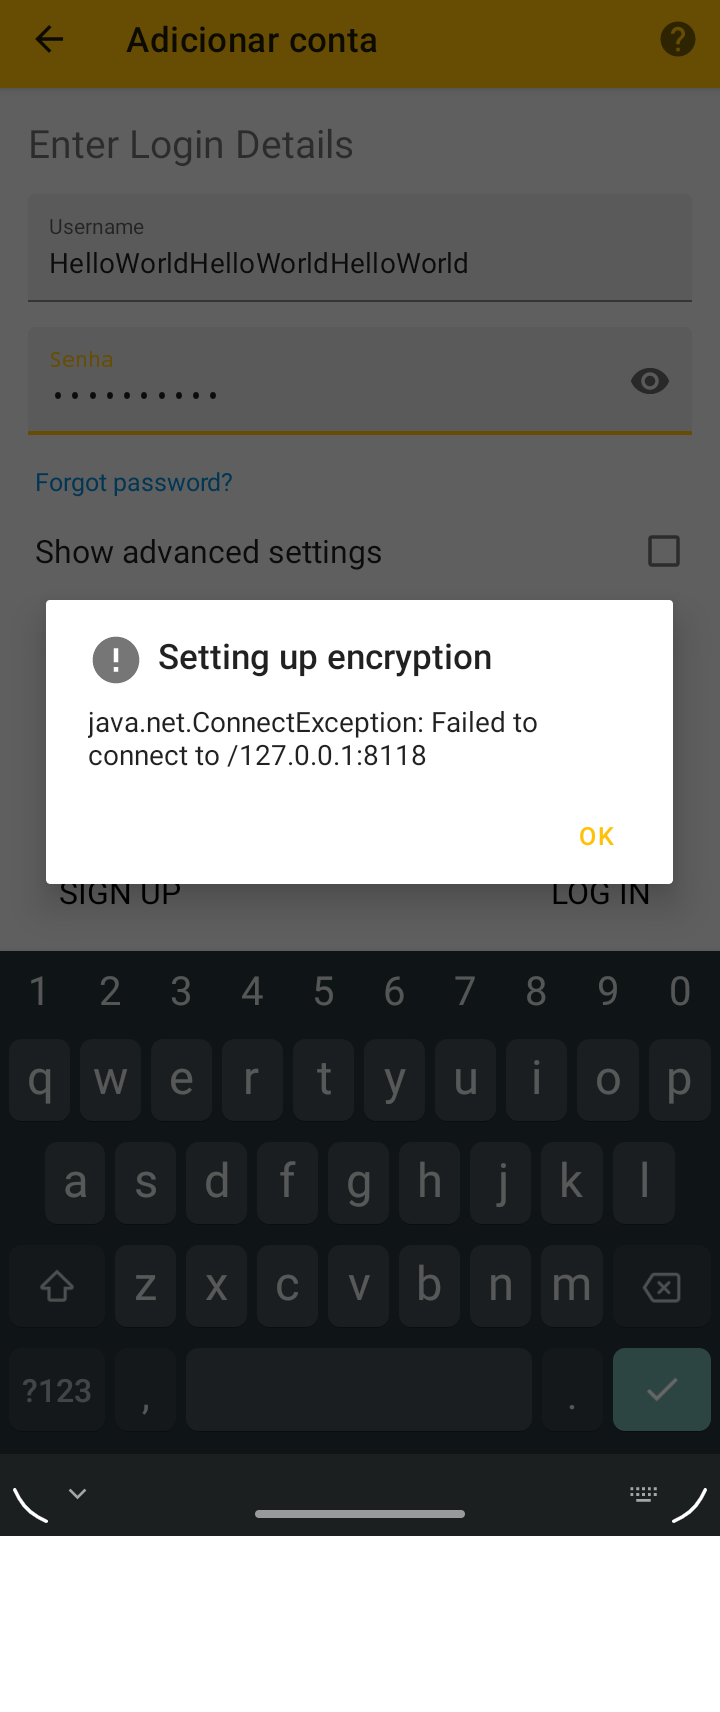 Adicionar conta
Enter Login Details
Username
HelloWorldHelloWorldHelloWorld
Senha
Forgot password?
Show advanced settings
Setting up encryption
java.net.ConnectException: Failed to
connect to /127.0.0.1:8118
OK
SIGN UP
LOG IN
1 2 3 4 5 6 7 8 9 0
q w e r t y u i o p
a s d f g h j k l
z x c v b n m
?123 , .